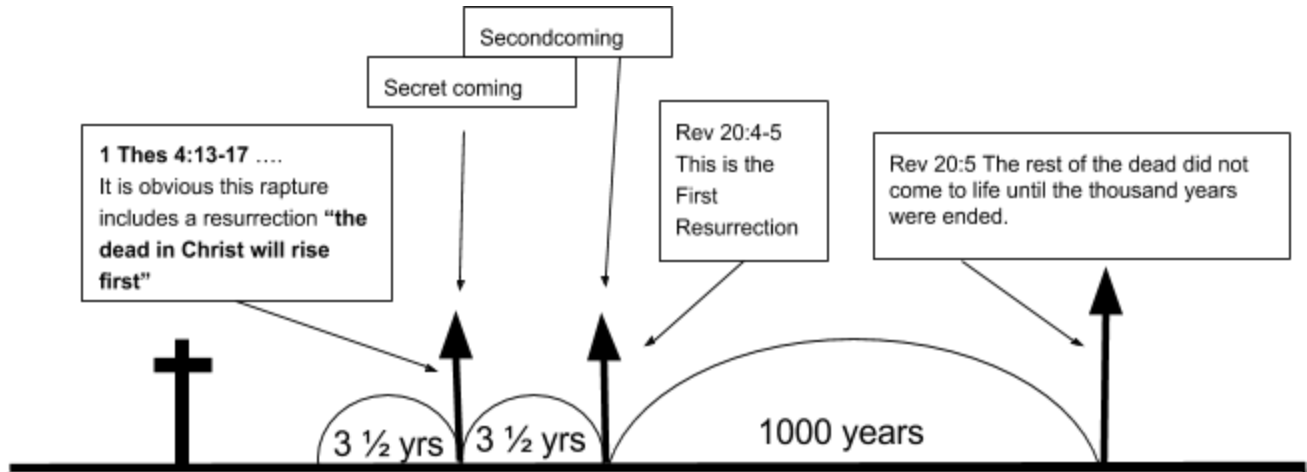 Secondcoming
Secret coming
1 Thes 4:13-17 ....
It is obvious this rapture
includes a resurrection “the
dead in Christ will rise
first”
Rev 20:4-5
This is the
First
Resurrection
Rev 20:5 The rest of the dead did not
come to life until the thousand years
were ended.
3 ½ yrs
3 ½ yrs
1000 years